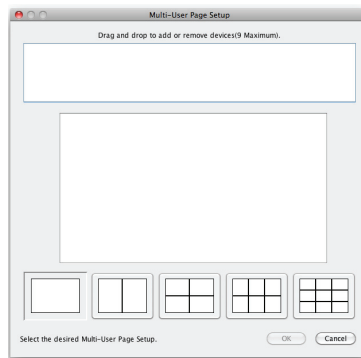 Multi-User Page Setup
Drag and drop to add or remove devices(9 Maximum).
Select the desired Multi-User Page Setup.
OK
Cancel